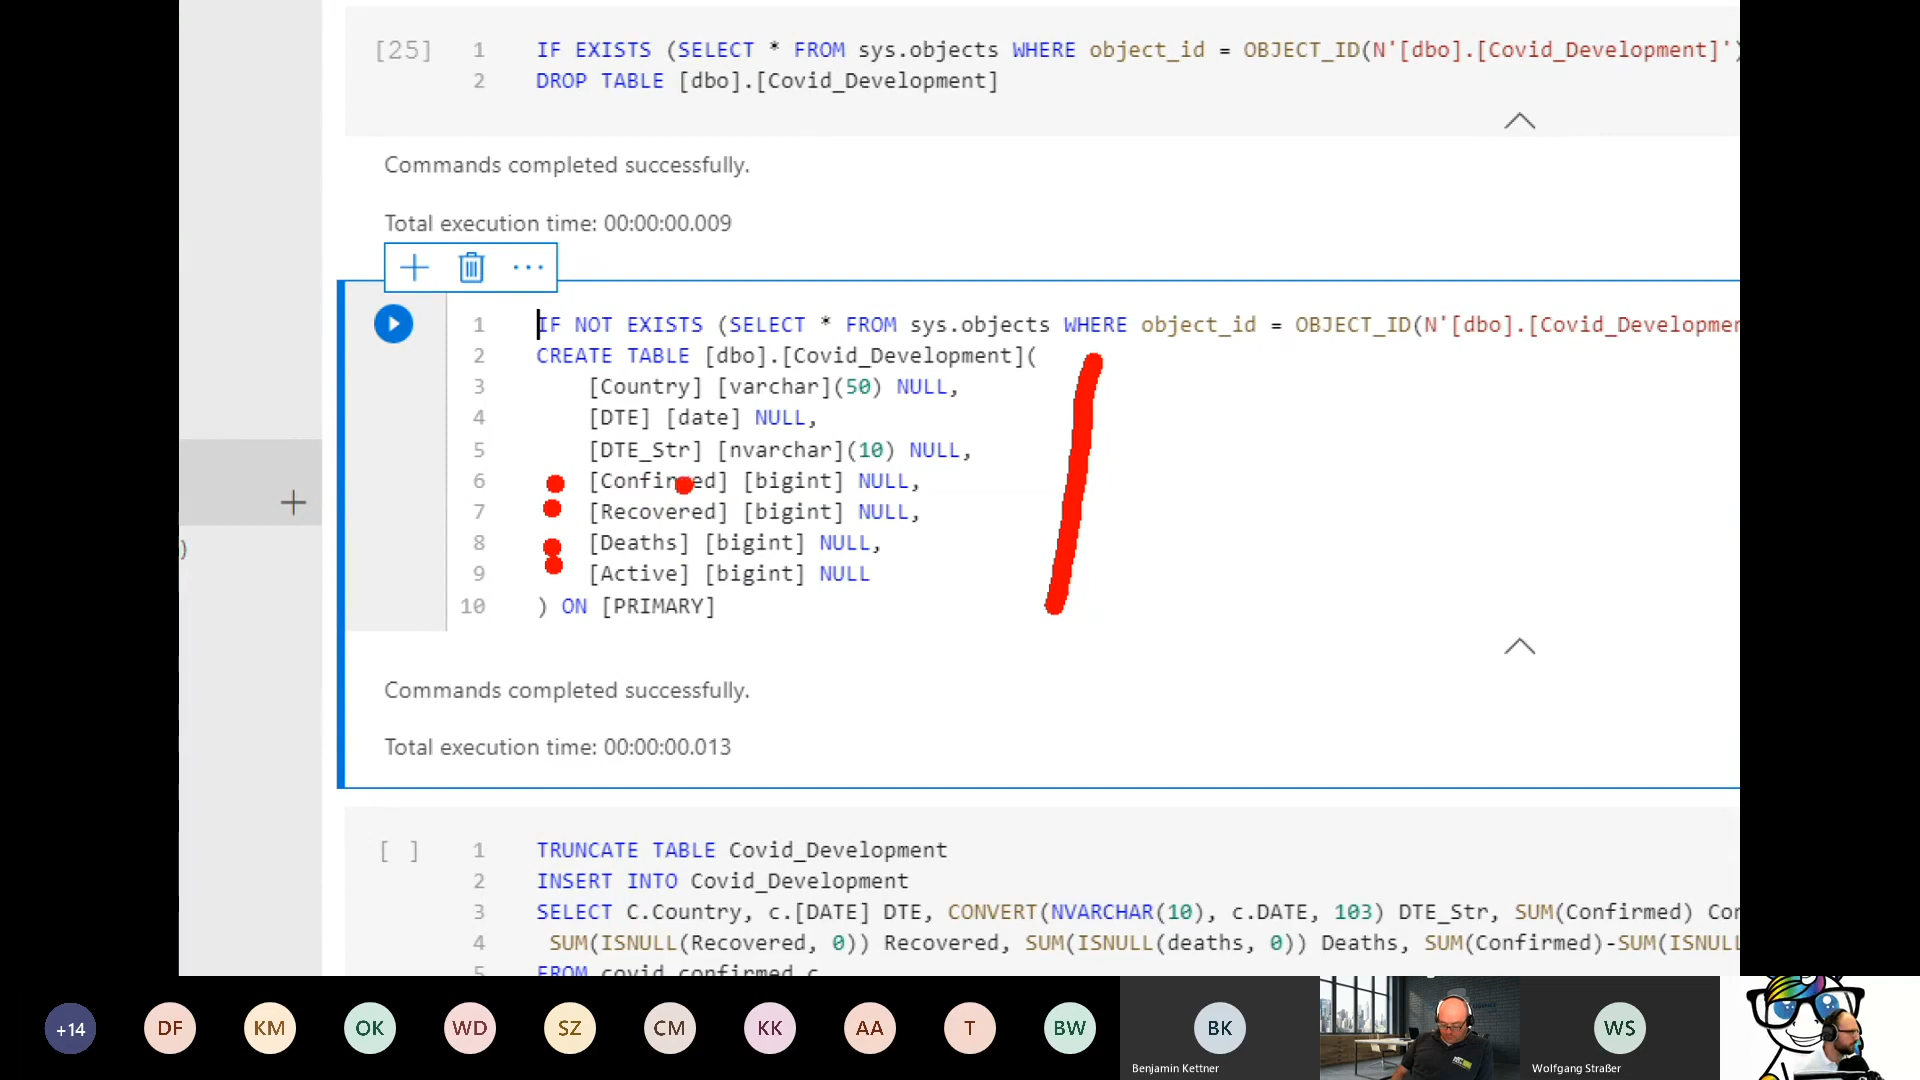 [25] 1 IF EXISTS (SELECT * FROM sys.objects WHERE object_id = OBJECT_ID(N'[dbo].[Covid_Development]')
2 DROP TABLE [dbo].[Covid_Development]
Commands completed successfully.
Total execution time: 00:00:00.009
1 IF NOT EXISTS (SELECT * FROM sys.objects WHERE object_id = OBJECT_ID(N'[dbo].[Covid_Developmen
2 CREATE TABLE [dbo].[Covid_Development](
3 [Country] [varchar](50) NULL,
4 [DTE] [date] NULL,
5 [DTE_Str] [nvarchar](10) NULL,
6 [Confirmed] [bigint] NULL,
7 [Recovered] [bigint] NULL,
)
8 [Deaths] [bigint] NULL,
9 [Active] [bigint] NULL
10 ) ON [PRIMARY]
Commands completed successfully.
Total execution time: 00:00:00.013
[ ] 1 TRUNCATE TABLE Covid_Development
2 INSERT INTO Covid_Development
3 SELECT C.Country, c.[DATE] DTE, CONVERT(NVARCHAR(10), c.DATE, 103) DTE_Str, SUM(Confirmed) Con
4 SUM(ISNULL(Recovered, 0)) Recovered, SUM(ISNULL(deaths, 0)) Deaths, SUM(Confirmed)-SUM(ISNULL
5 FROM covid_confirmed c
+14 DF KM OK WD SZ CM KK AA T BW BK WS
Benjamin Kettner
Wolfgang Straßer